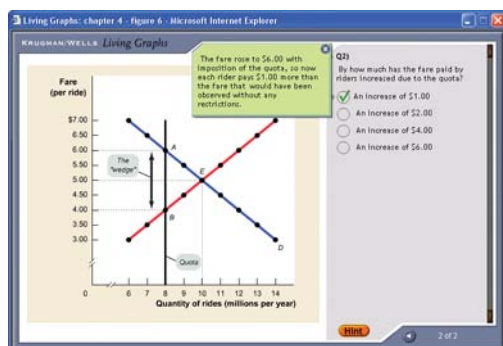 Living Graphs: chapter 4 - figure 6 - Microsoft Internet Explorer
KRUGMAN/WELLS Living Graphs
The fare rose to $6.00 with
imposition of the quota, so now
each rider pays $1.00 more than
the fare that would have been
observed without any
restrictions.
Q2)
By how much has the fare paid by
riders increased due to the quota?
An increase of $1.00
An increase of $2.00
An increase of $4.00
An increase of $6.00
Fare
(per ride)
$7.00
6.50
6.00
5.50
5.00
4.50
4.00
3.50
3.00
The
"wedge"
A
E
B
D
Quota
0 6 7 8 9 10 11 12 13 14
Quantity of rides (millions per year)
Hint
2 of 2